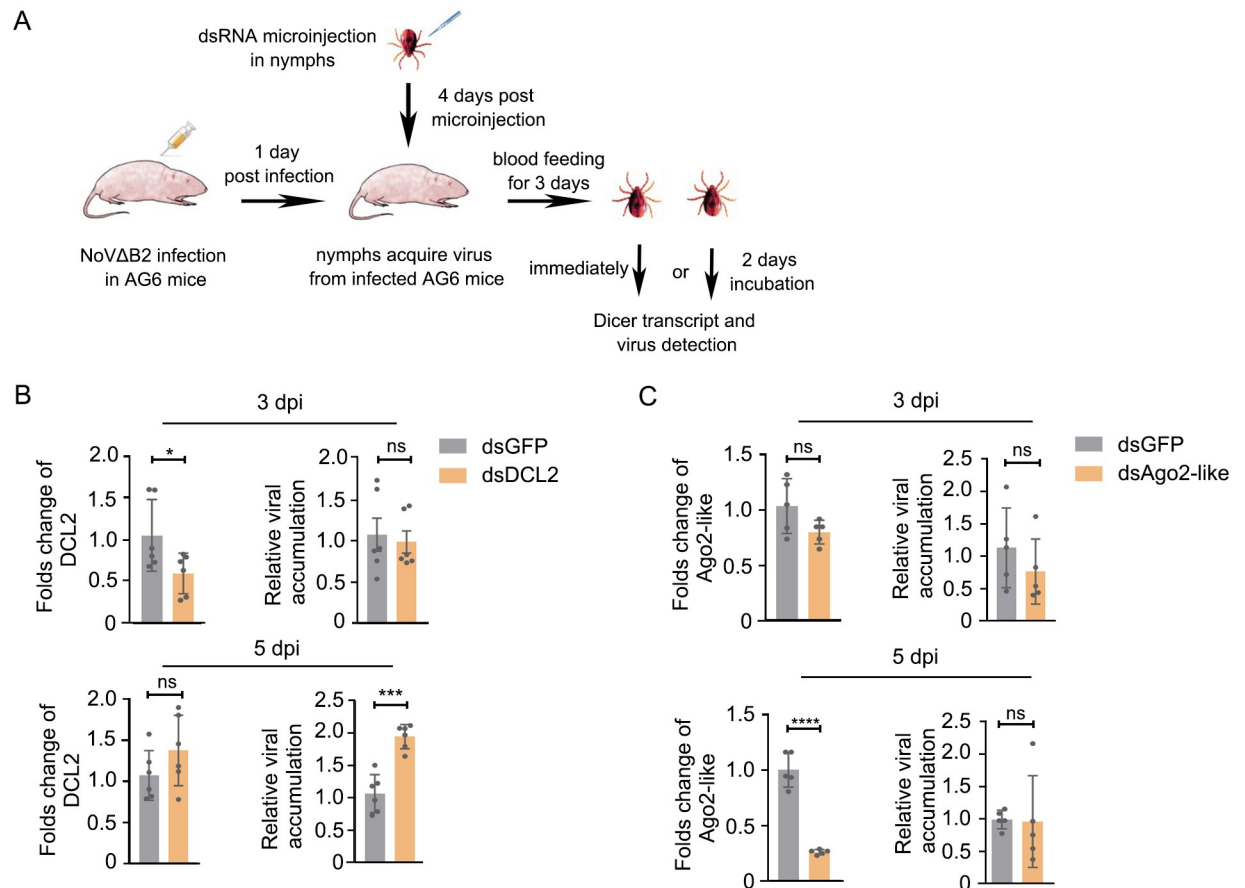 A
dsRNA microinjection
in nymphs
4 days post
microinjection
1 day
post infection
blood feeding
for 3 days
NoVΔB2 infection
in AG6 mice
nymphs acquire virus
from infected AG6 mice
immediately
or
2 days
incubation
Dicer transcript and
virus detection
B
3 dpi
Folds change of
DCL2
2.0
1.5
1.0
0.5
0
*
Relative viral
accumulation
2.0
1.5
1.0
0.5
0
ns
dsGFP
dsDCL2
5 dpi
Folds change of
DCL2
2.0
1.5
1.0
0.5
0
ns
Relative viral
accumulation
2.5
2.0
1.5
1.0
0.5
0
***
C
3 dpi
Folds change of
Ago2-like
1.5
1.0
0.5
0
ns
Relative viral
accumulation
2.5
2.0
1.5
1.0
0.5
0
ns
dsGFP
dsAgo2-like
5 dpi
Folds change of
Ago2-like
1.5
1.0
0.5
0
****
Relative viral
accumulation
2.5
2.0
1.5
1.0
0.5
0
ns